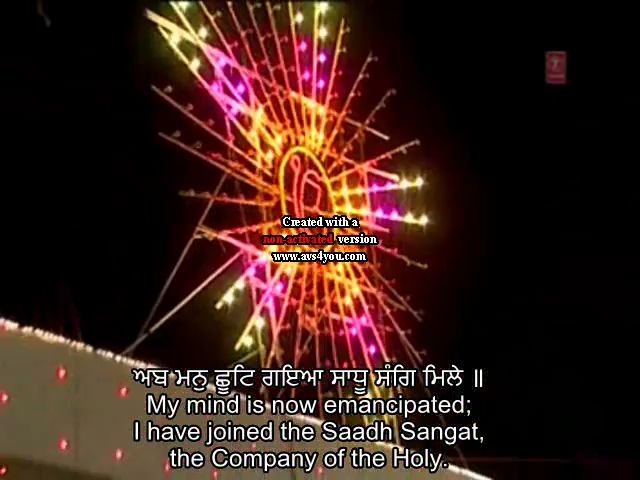 Created with a
non-activated version
www.avs4you.com
ਅਬ ਮਨੁ ਛੂਟਿ ਗਇਆ ਸਾਧੂ ਸੰਗਿ ਮਿਲੇ ॥
My mind is now emancipated;
I have joined the Saadh Sangat,
the Company of the Holy.